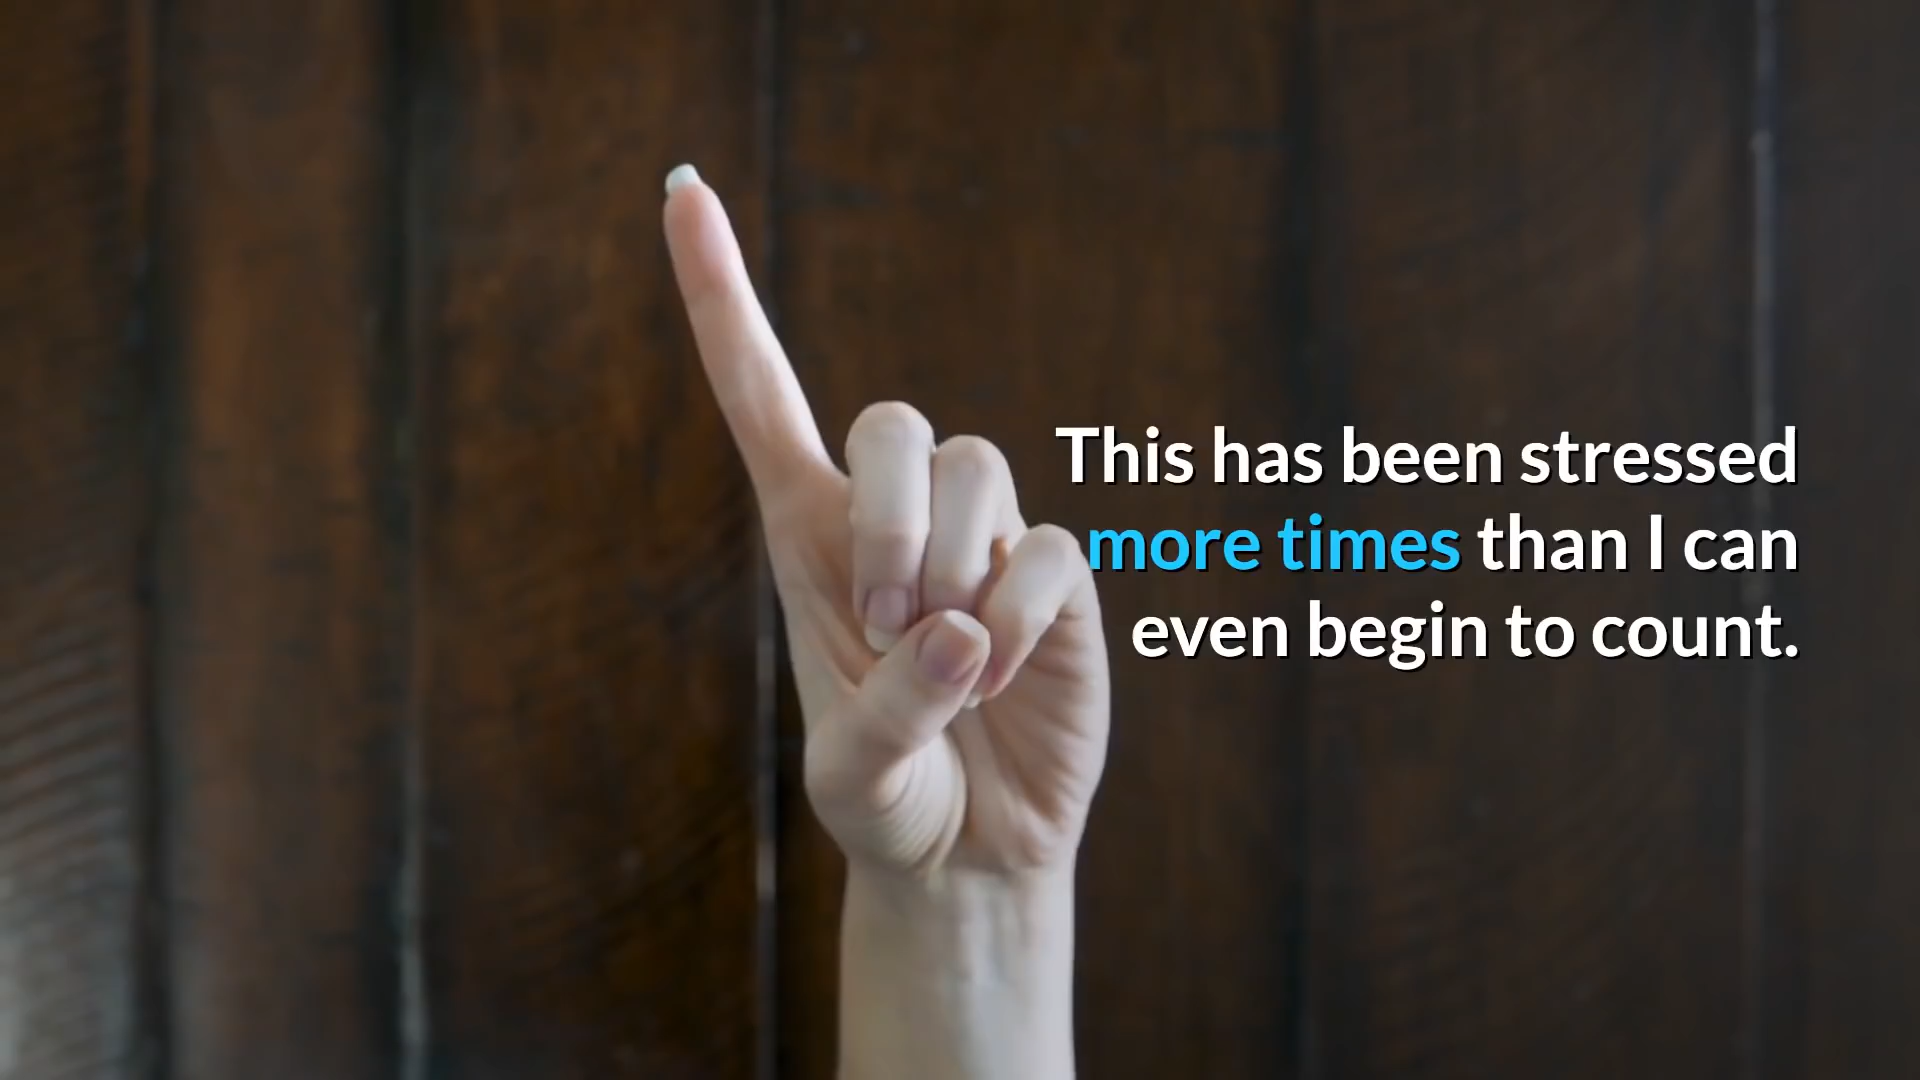 This has been stressed
more times than I can
even begin to count.